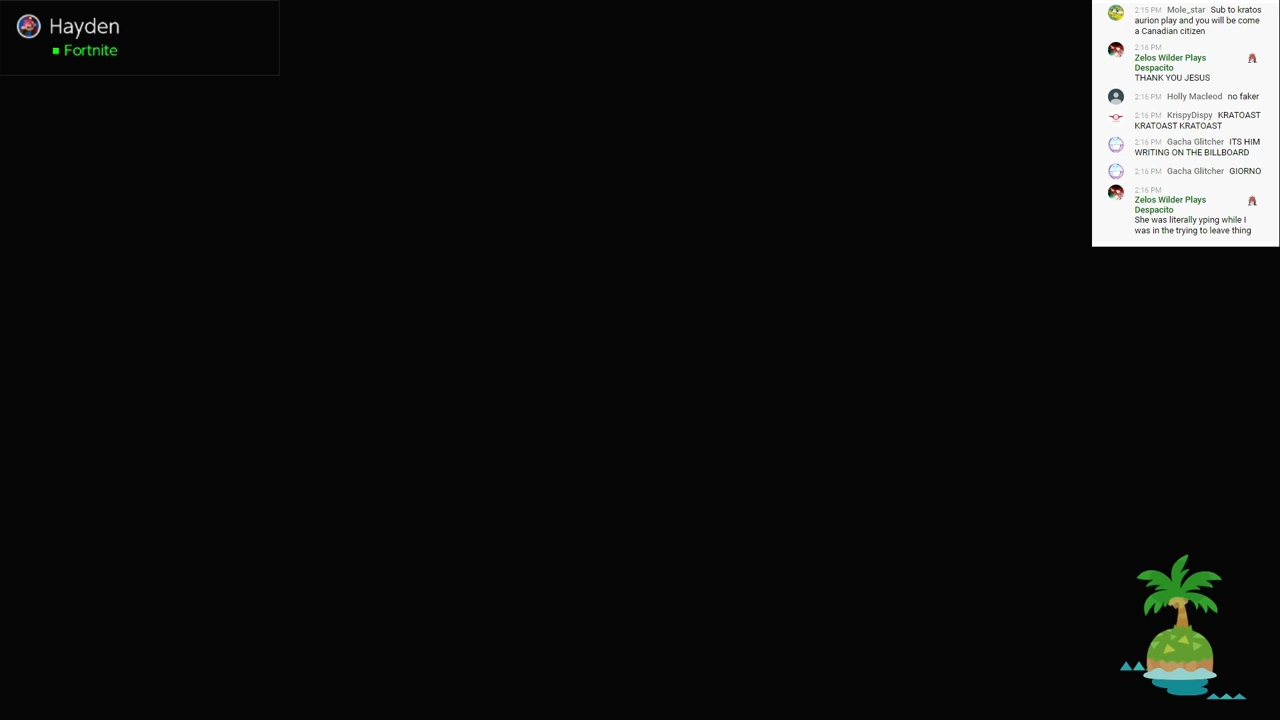 Hayden
Fortnite
2:15 PM Mole_star Sub to kratos
aurion play and you will be come
a Canadian citizen
2:16 PM
Zelos Wilder Plays
Despacito
THANK YOU JESUS
2:16 PM Holly Macleod no faker
2:16 PM KrispyDispy KRATOAST
KRATOAST KRATOAST
2:16 PM Gacha Glitcher ITS HIM
WRITING ON THE BILLBOARD
2:16 PM Gacha Glitcher GIORNO
2:16 PM
Zelos Wilder Plays
Despacito
She was literally yping while I
was in the trying to leave thing